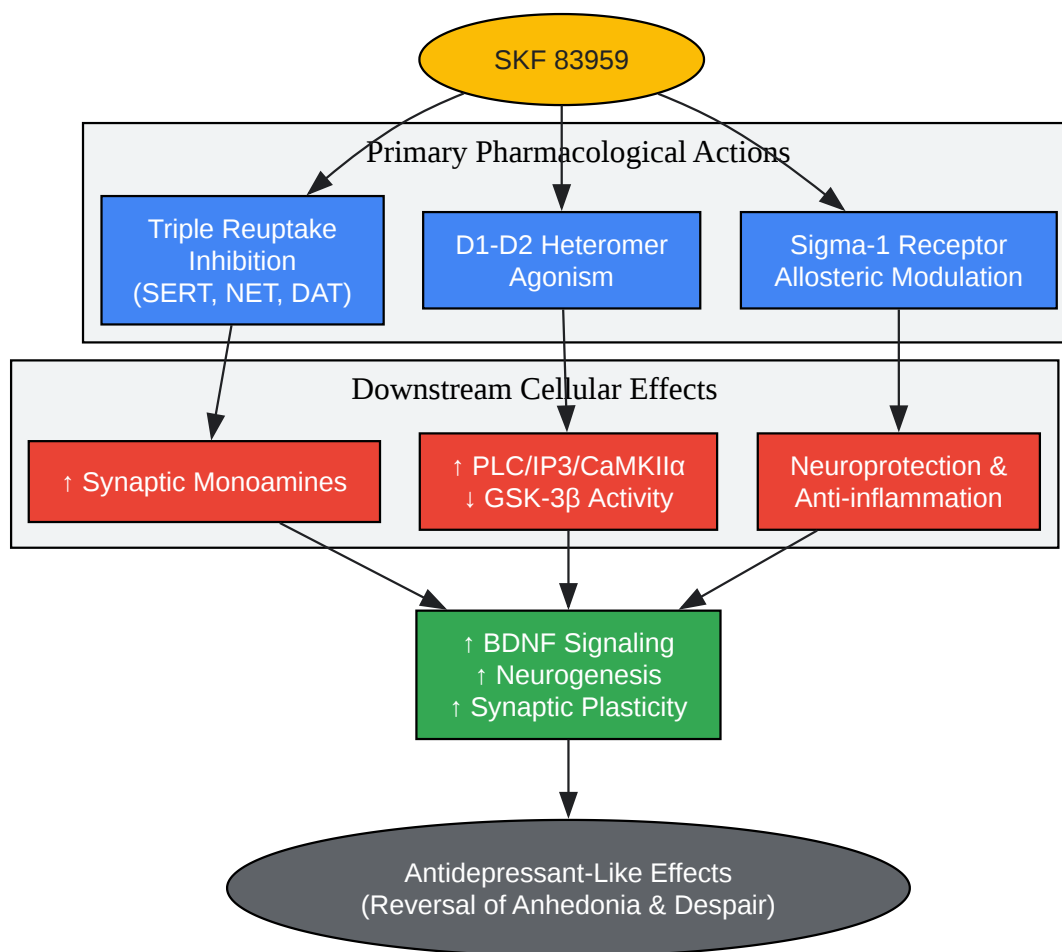 SKF 83959
Primary Pharmacological Actions
Triple Reuptake
Inhibition
(SERT, NET, DAT)
D1-D2 Heteromer
Agonism
Sigma-1 Receptor
Allosteric Modulation
Downstream Cellular Effects
↑ Synaptic Monoamines
↑ PLC/IP3/CaMKIIα
↓ GSK-3β Activity
Neuroprotection &
Anti-inflammation
↑ BDNF Signaling
↑ Neurogenesis
↑ Synaptic Plasticity
Antidepressant-Like Effects
(Reversal of Anhedonia & Despair)